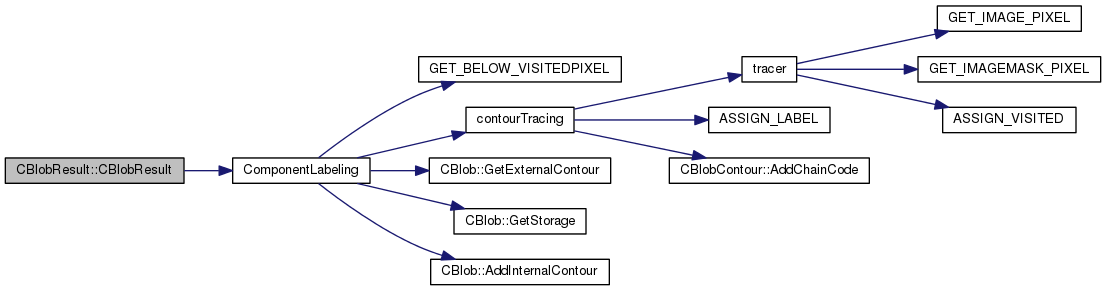 CBlobResult::CBlobResult
ComponentLabeling
GET_BELOW_VISITEDPIXEL
contourTracing
tracer
GET_IMAGE_PIXEL
GET_IMAGEMASK_PIXEL
ASSIGN_VISITED
ASSIGN_LABEL
CBlobContour::AddChainCode
CBlob::GetExternalContour
CBlob::GetStorage
CBlob::AddInternalContour